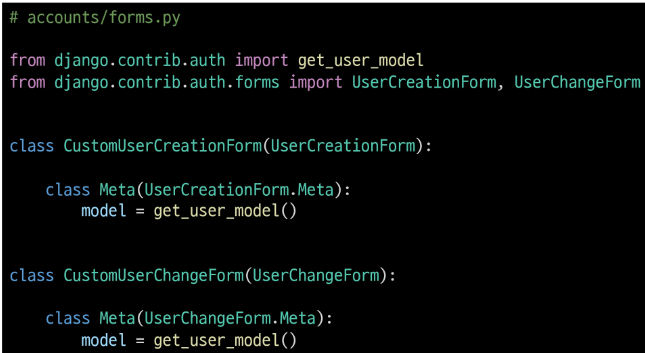 # accounts/forms.py
from django.contrib.auth import get_user_model
from django.contrib.auth.forms import UserCreationForm, UserChangeForm
class CustomUserCreationForm(UserCreationForm):
    class Meta(UserCreationForm.Meta):
        model = get_user_model()
class CustomUserChangeForm(UserChangeForm):
    class Meta(UserChangeForm.Meta):
        model = get_user_model()